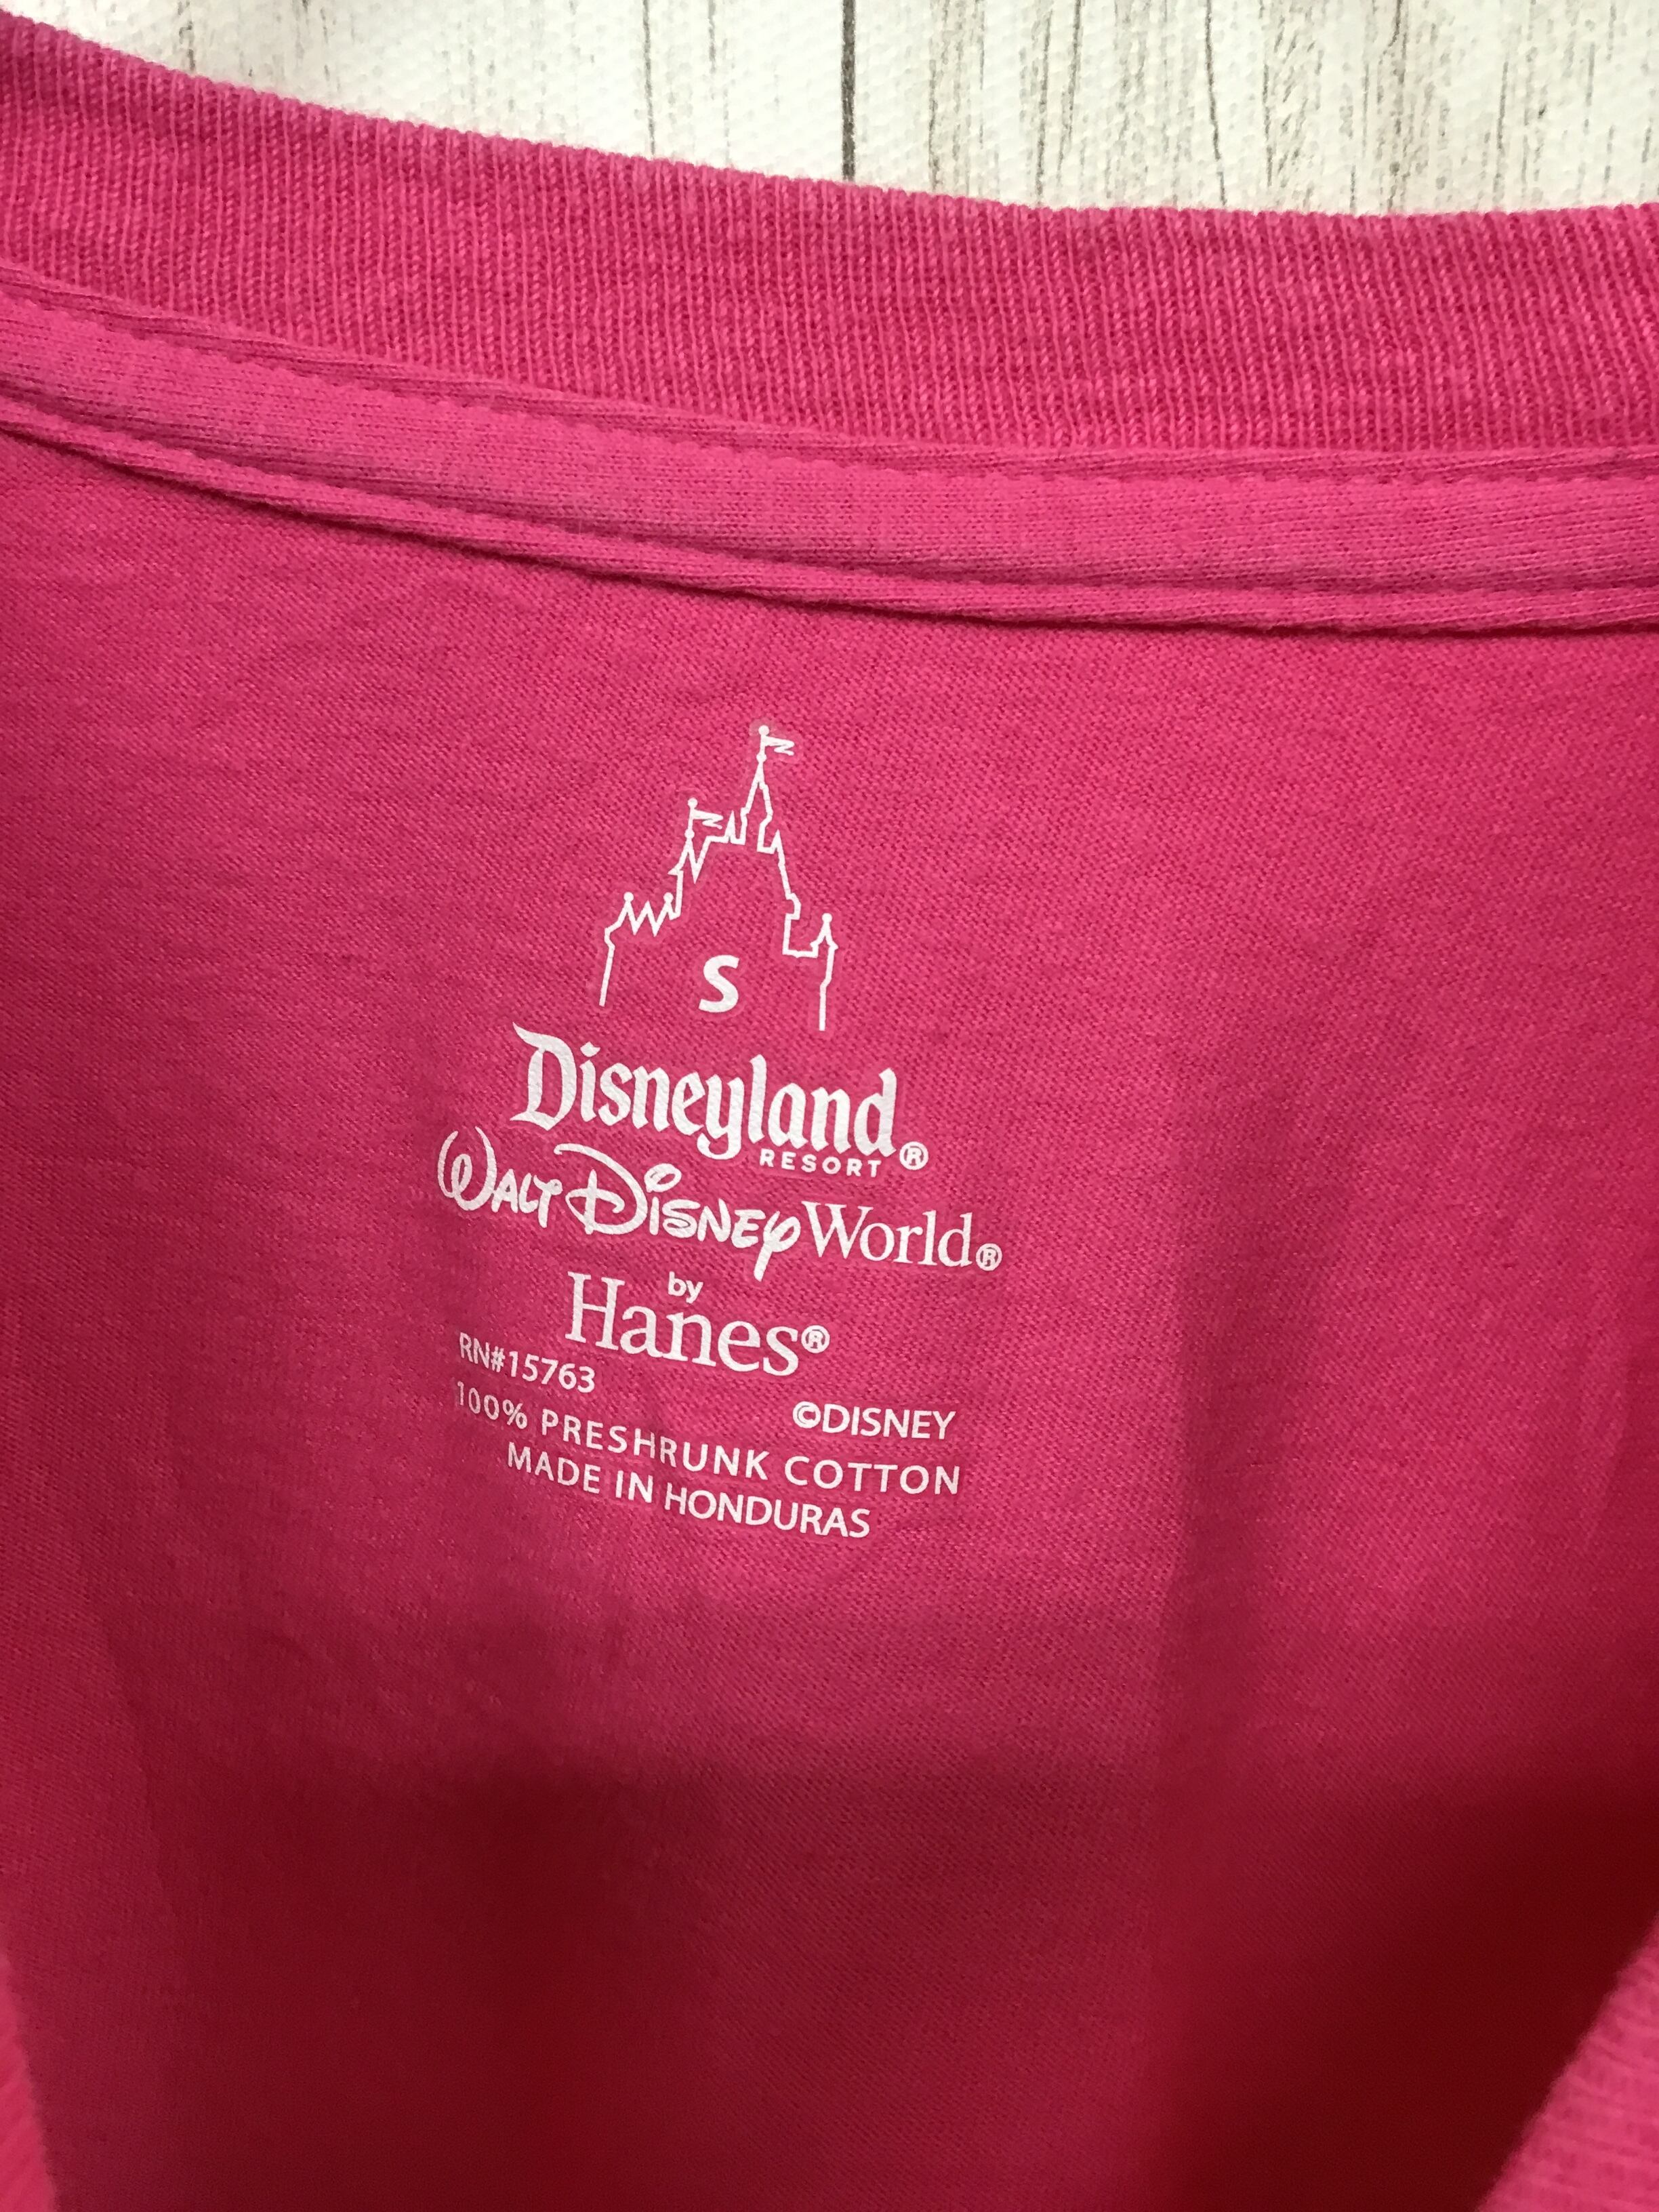 S
Disneyland
RESORT®
WALT DISNEY World®
by
Hanes®
RN#15763
©DISNEY
100% PRESHRUNK COTTON
MADE IN HONDURAS